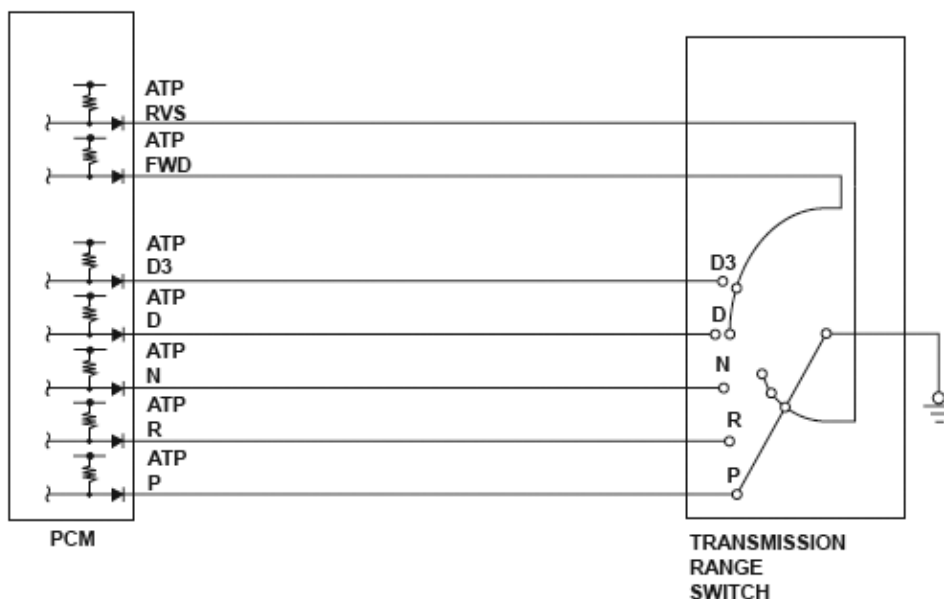 ATP
RVS
ATP
FWD
ATP
D3
ATP
D
ATP
N
ATP
R
ATP
P
PCM
D3
D
N
R
P
TRANSMISSION
RANGE
SWITCH